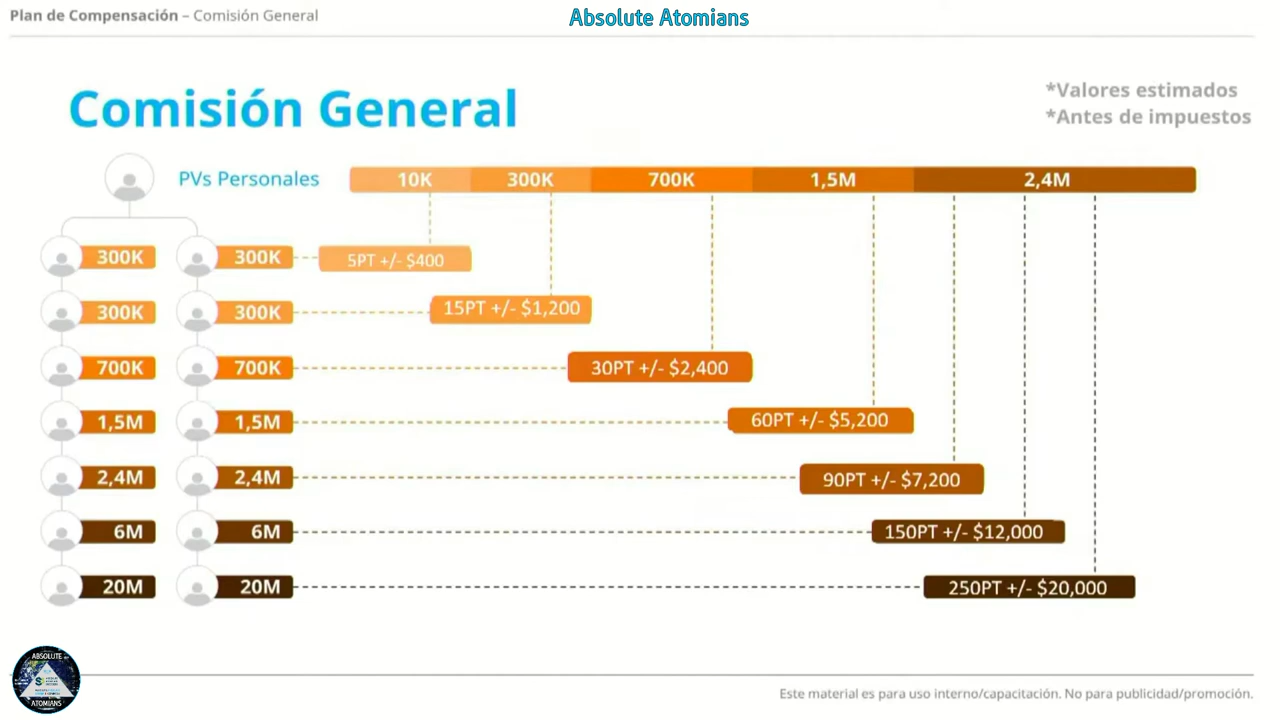 Plan de Compensación – Comisión General
Absolute Atomians
Comisión General
*Valores estimados
*Antes de impuestos
PVs Personales
10K 300K 700K 1,5M 2,4M
300K 300K 5PT +/- $400
300K 300K 15PT +/- $1,200
700K 700K 30PT +/- $2,400
1,5M 1,5M 60PT +/- $5,200
2,4M 2,4M 90PT +/- $7,200
6M 6M 150PT +/- $12,000
20M 20M 250PT +/- $20,000
ABSOLUTE
ATOMIANS
Este material es para uso interno/capacitación. No para publicidad/promoción.